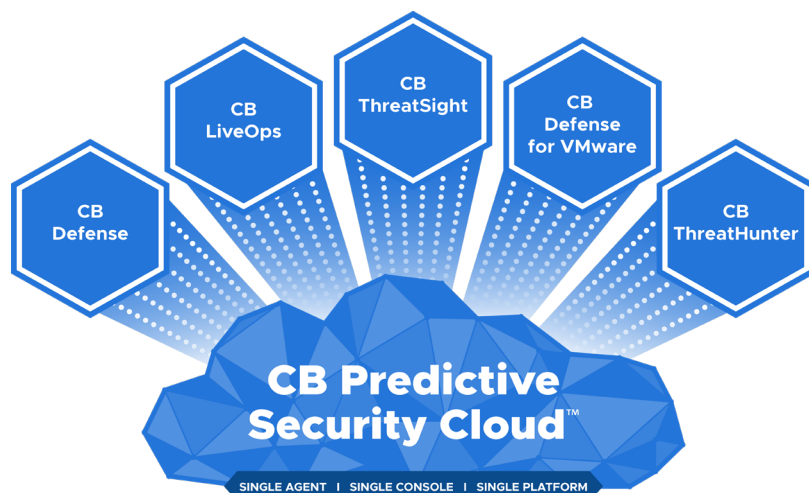 CB
Defense
CB
LiveOps
CB
ThreatSight
CB
Defense
for VMware
CB
ThreatHunter
CB Predictive
Security Cloud™
SINGLE AGENT I SINGLE CONSOLE I SINGLE PLATFORM